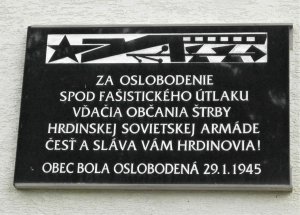 ZA OSLOBODENIE
SPOD FAŠISTICKÉHO ÚTLAKU
VĎAČIA OBČANIA ŠTRBY
HRDINSKEJ SOVIETSKEJ ARMÁDE
ČESŤ A SLÁVA VÁM HRDINOVIA!
OBEC BOLA OSLOBODENÁ 29.1.1945